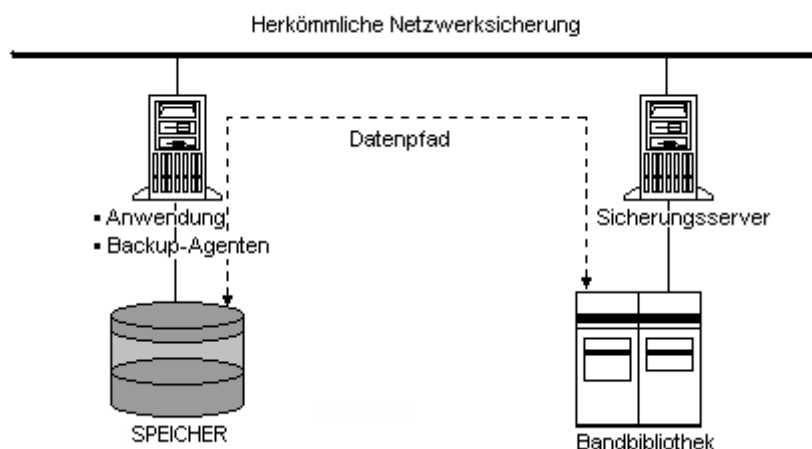 Herkömmliche Netzwerksicherung
Datenpfad
▪ Anwendung
▪ Backup-Agenten
Sicherungsserver
SPEICHER
Bandbibliothek